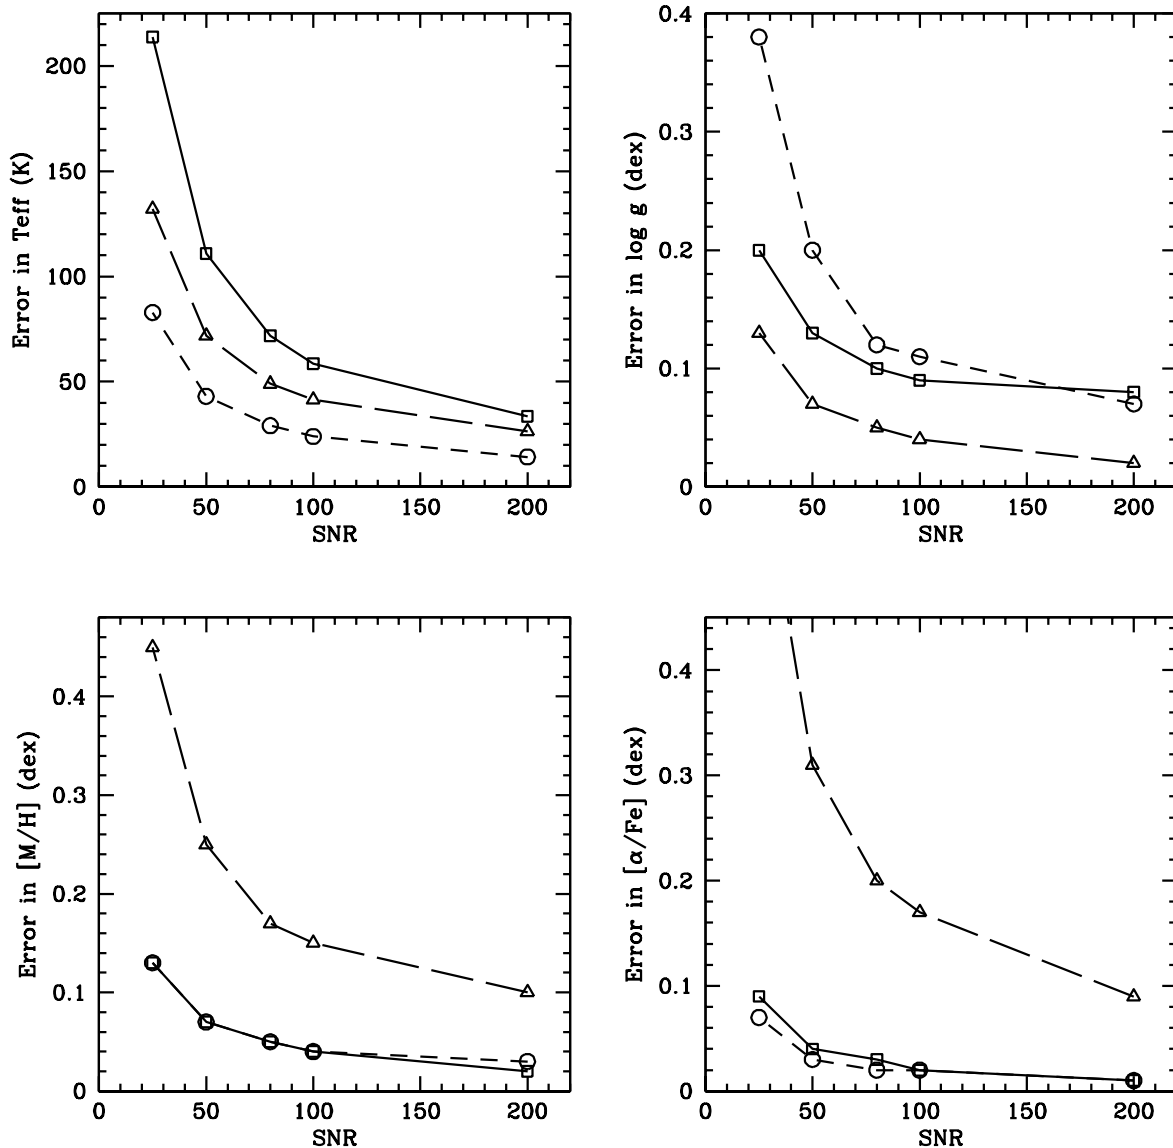 200
150
100
50
0
Error in Teff (K)
0 50 100 150 200
SNR
0.4
0.3
0.2
0.1
0
Error in log g (dex)
0 50 100 150 200
SNR
0.4
0.3
0.2
0.1
0
Error in [M/H] (dex)
0 50 100 150 200
SNR
0.4
0.3
0.2
0.1
0
Error in [α/Fe] (dex)
0 50 100 150 200
SNR